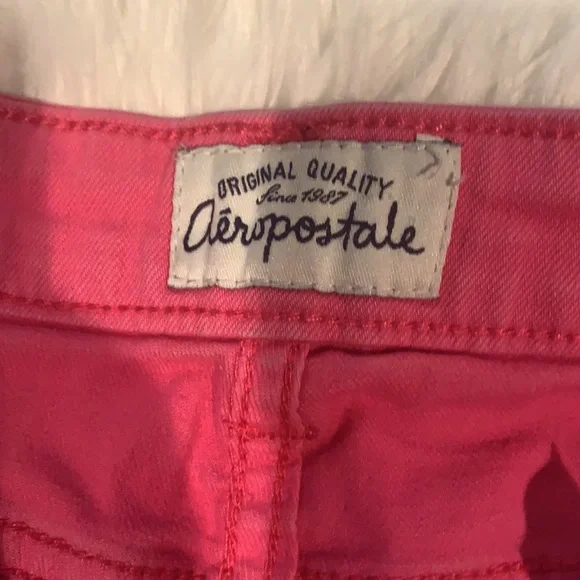 ORIGINAL QUALITY
Since 1987
Aéropostale